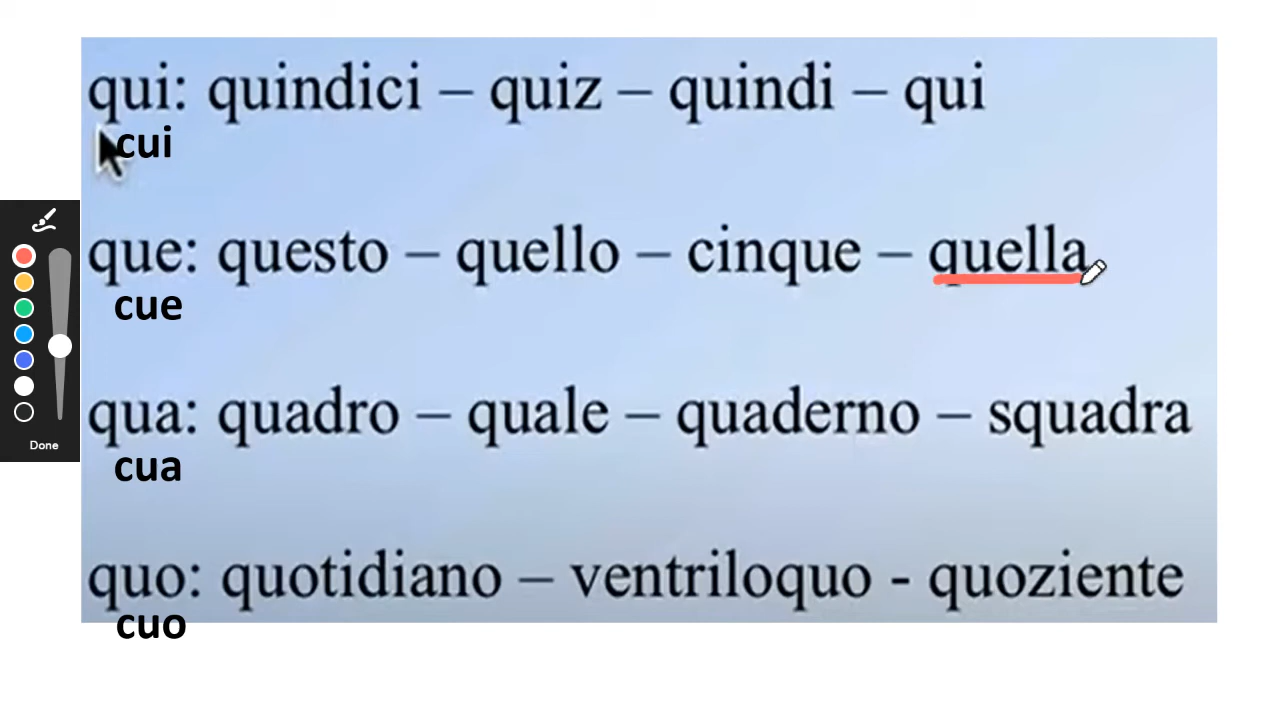 qui: quindici – quiz – quindi – qui
cui
que: questo – quello – cinque – quella
cue
qua: quadro – quale – quaderno – squadra
cua
quo: quotidiano – ventriloquo - quoziente
cuo
Done